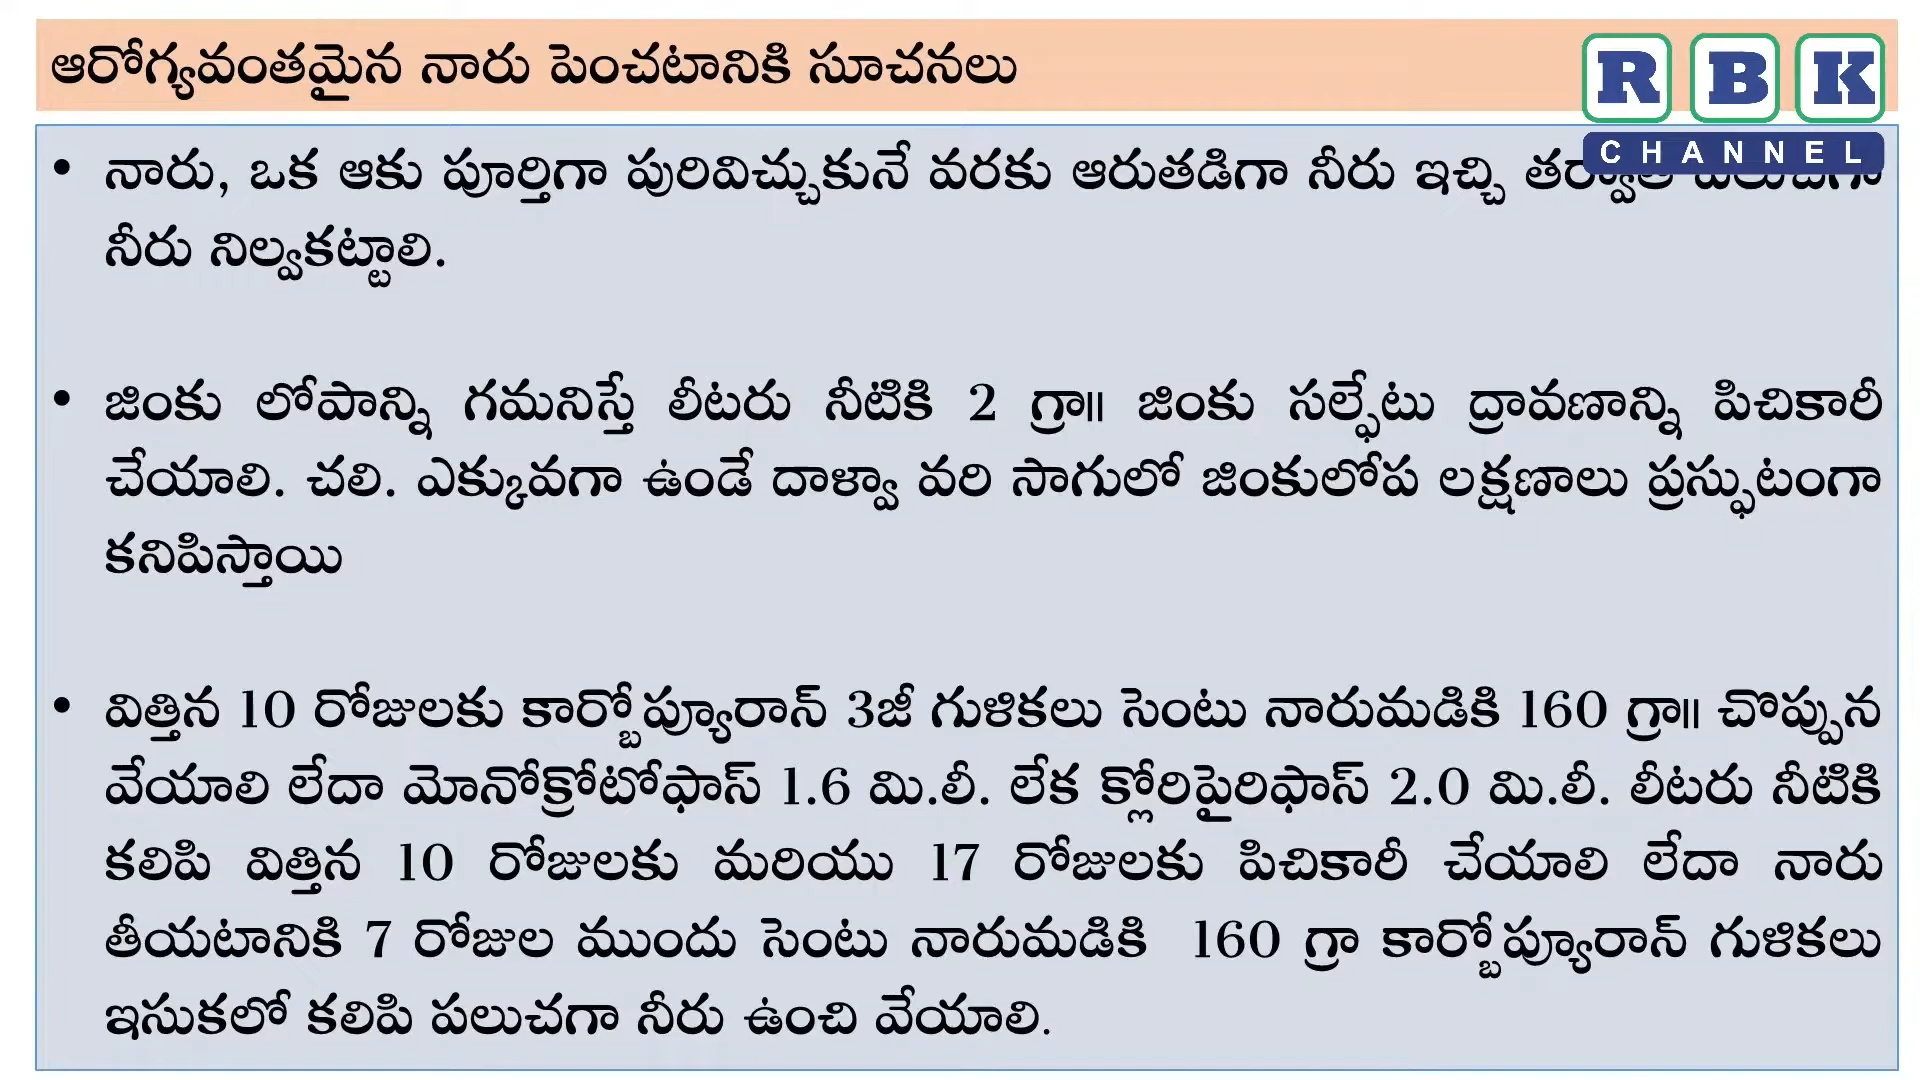 ఆరోగ్యవంతమైన నారు పెంచటానికి సూచనలు
R B K
CHANNEL
• నారు, ఒక ఆకు పూర్తిగా పురివిచ్చుకునే వరకు ఆరుతడిగా నీరు ఇచ్చి
నీరు నిల్వకట్టాలి.
• జింకు లోపాన్ని గమనిస్తే లీటరు నీటికి 2 గ్రా॥ జింకు సల్ఫేటు ద్రావణాన్ని పిచికారీ
చేయాలి. చలి. ఎక్కువగా ఉండే దాళ్వా వరి సాగులో జింకులోప లక్షణాలు ప్రస్ఫుటంగా
కనిపిస్తాయి
• విత్తిన 10 రోజులకు కార్బోప్యూరాన్ 3జీ గుళికలు సెంటు నారుమడికి 160 గ్రా॥ చొప్పున
వేయాలి లేదా మోనోక్రోటోఫాస్ 1.6 మి.లీ. లేక క్లోరిపైరిఫాస్ 2.0 మి.లీ. లీటరు నీటికి
కలిపి విత్తిన 10 రోజులకు మరియు 17 రోజులకు పిచికారీ చేయాలి లేదా నారు
తీయటానికి 7 రోజుల ముందు సెంటు నారుమడికి 160 గ్రా కార్బోప్యూరాన్ గుళికలు
ఇసుకలో కలిపి పలుచగా నీరు ఉంచి వేయాలి.